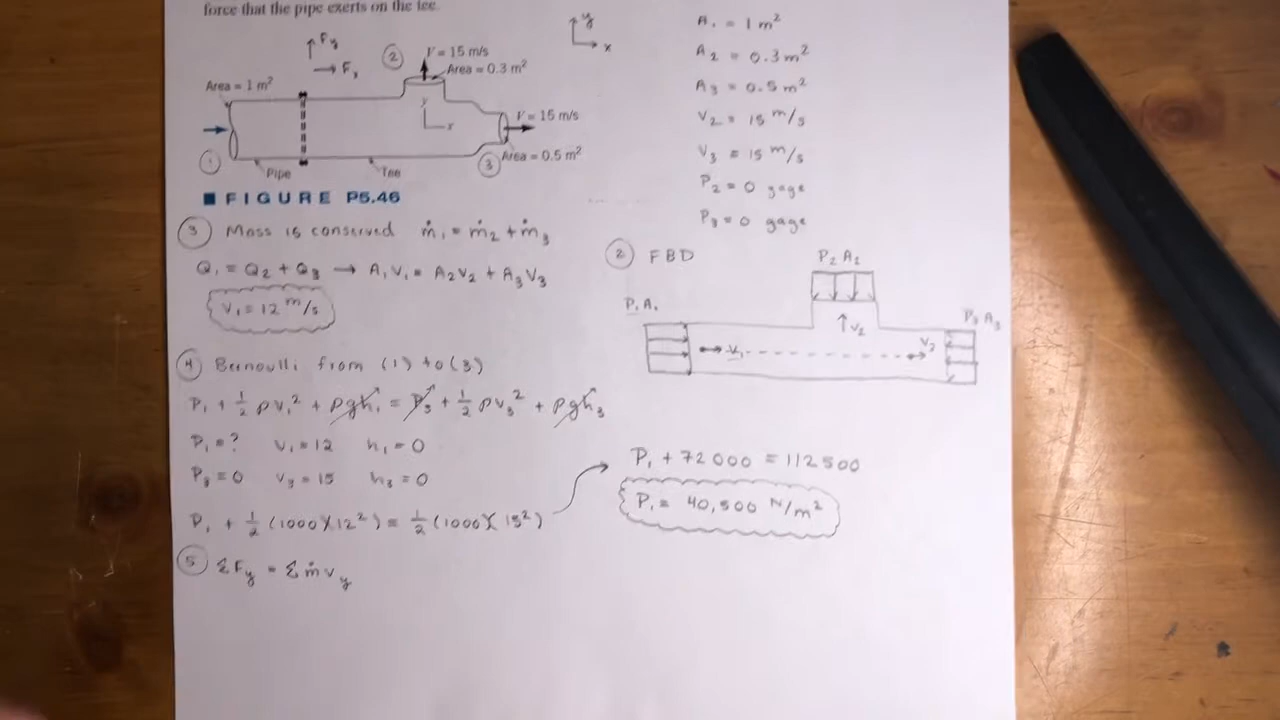 force that the pipe exerts on the tee.
y
x
Fy
Fx
②
V = 15 m/s
Area = 0.3 m²
Area = 1 m²
y
x
V = 15 m/s
Area = 0.5 m²
①
③
Pipe
Tee
■ FIGURE P5.46
A₁ = 1 m²
A₂ = 0.3 m²
A₃ = 0.5 m²
V₂ = 15 m/s
V₃ = 15 m/s
P₂ = 0 gage
P₃ = 0 gage
③ Mass is conserved ṁ₁ = ṁ₂ + ṁ₃
Q₁ = Q₂ + Q₃ → A₁V₁ = A₂V₂ + A₃V₃
V₁ = 12 m/s
② FBD
P₂ A₂
P₁ A₁
P₃ A₃
V₂
V₁
V₃
④ Bernoulli from (1) to (3)
P₁ + ½ρv₁² + ρgh₁ = P₃ + ½ρv₃² + ρgh₃
P₁ = ? V₁ = 12 h₁ = 0
P₃ = 0 V₃ = 15 h₃ = 0
P₁ + ½(1000)(12²) = ½(1000)(15²)
P₁ + 72000 = 112500
P₁ = 40,500 N/m²
⑤ ΣFy = Σṁvy